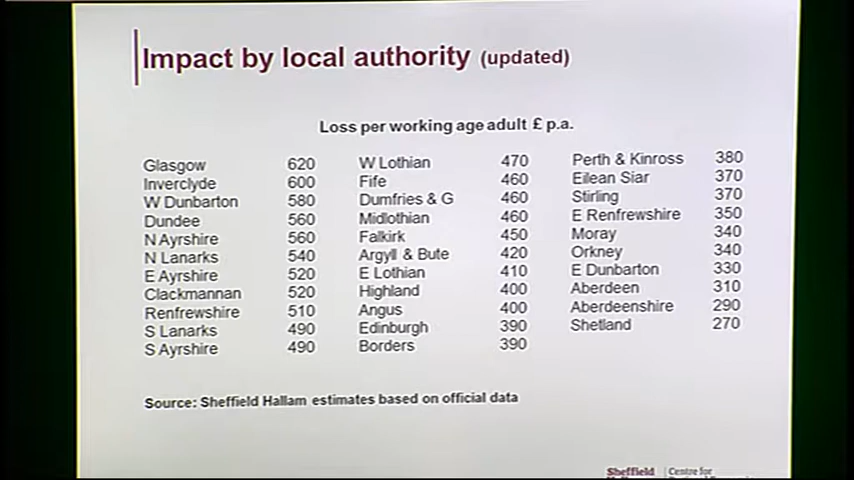 Impact by local authority (updated)
Loss per working age adult £ p.a.
Glasgow 620
Inverclyde 600
W Dunbarton 580
Dundee 560
N Ayrshire 560
N Lanarks 540
E Ayrshire 520
Clackmannan 520
Renfrewshire 510
S Lanarks 490
S Ayrshire 490
W Lothian 470
Fife 460
Dumfries & G 460
Midlothian 460
Falkirk 450
Argyll & Bute 420
E Lothian 410
Highland 400
Angus 400
Edinburgh 390
Borders 390
Perth & Kinross 380
Eilean Siar 370
Stirling 370
E Renfrewshire 350
Moray 340
Orkney 340
E Dunbarton 330
Aberdeen 310
Aberdeenshire 290
Shetland 270
Source: Sheffield Hallam estimates based on official data
Sheffield
Centre for